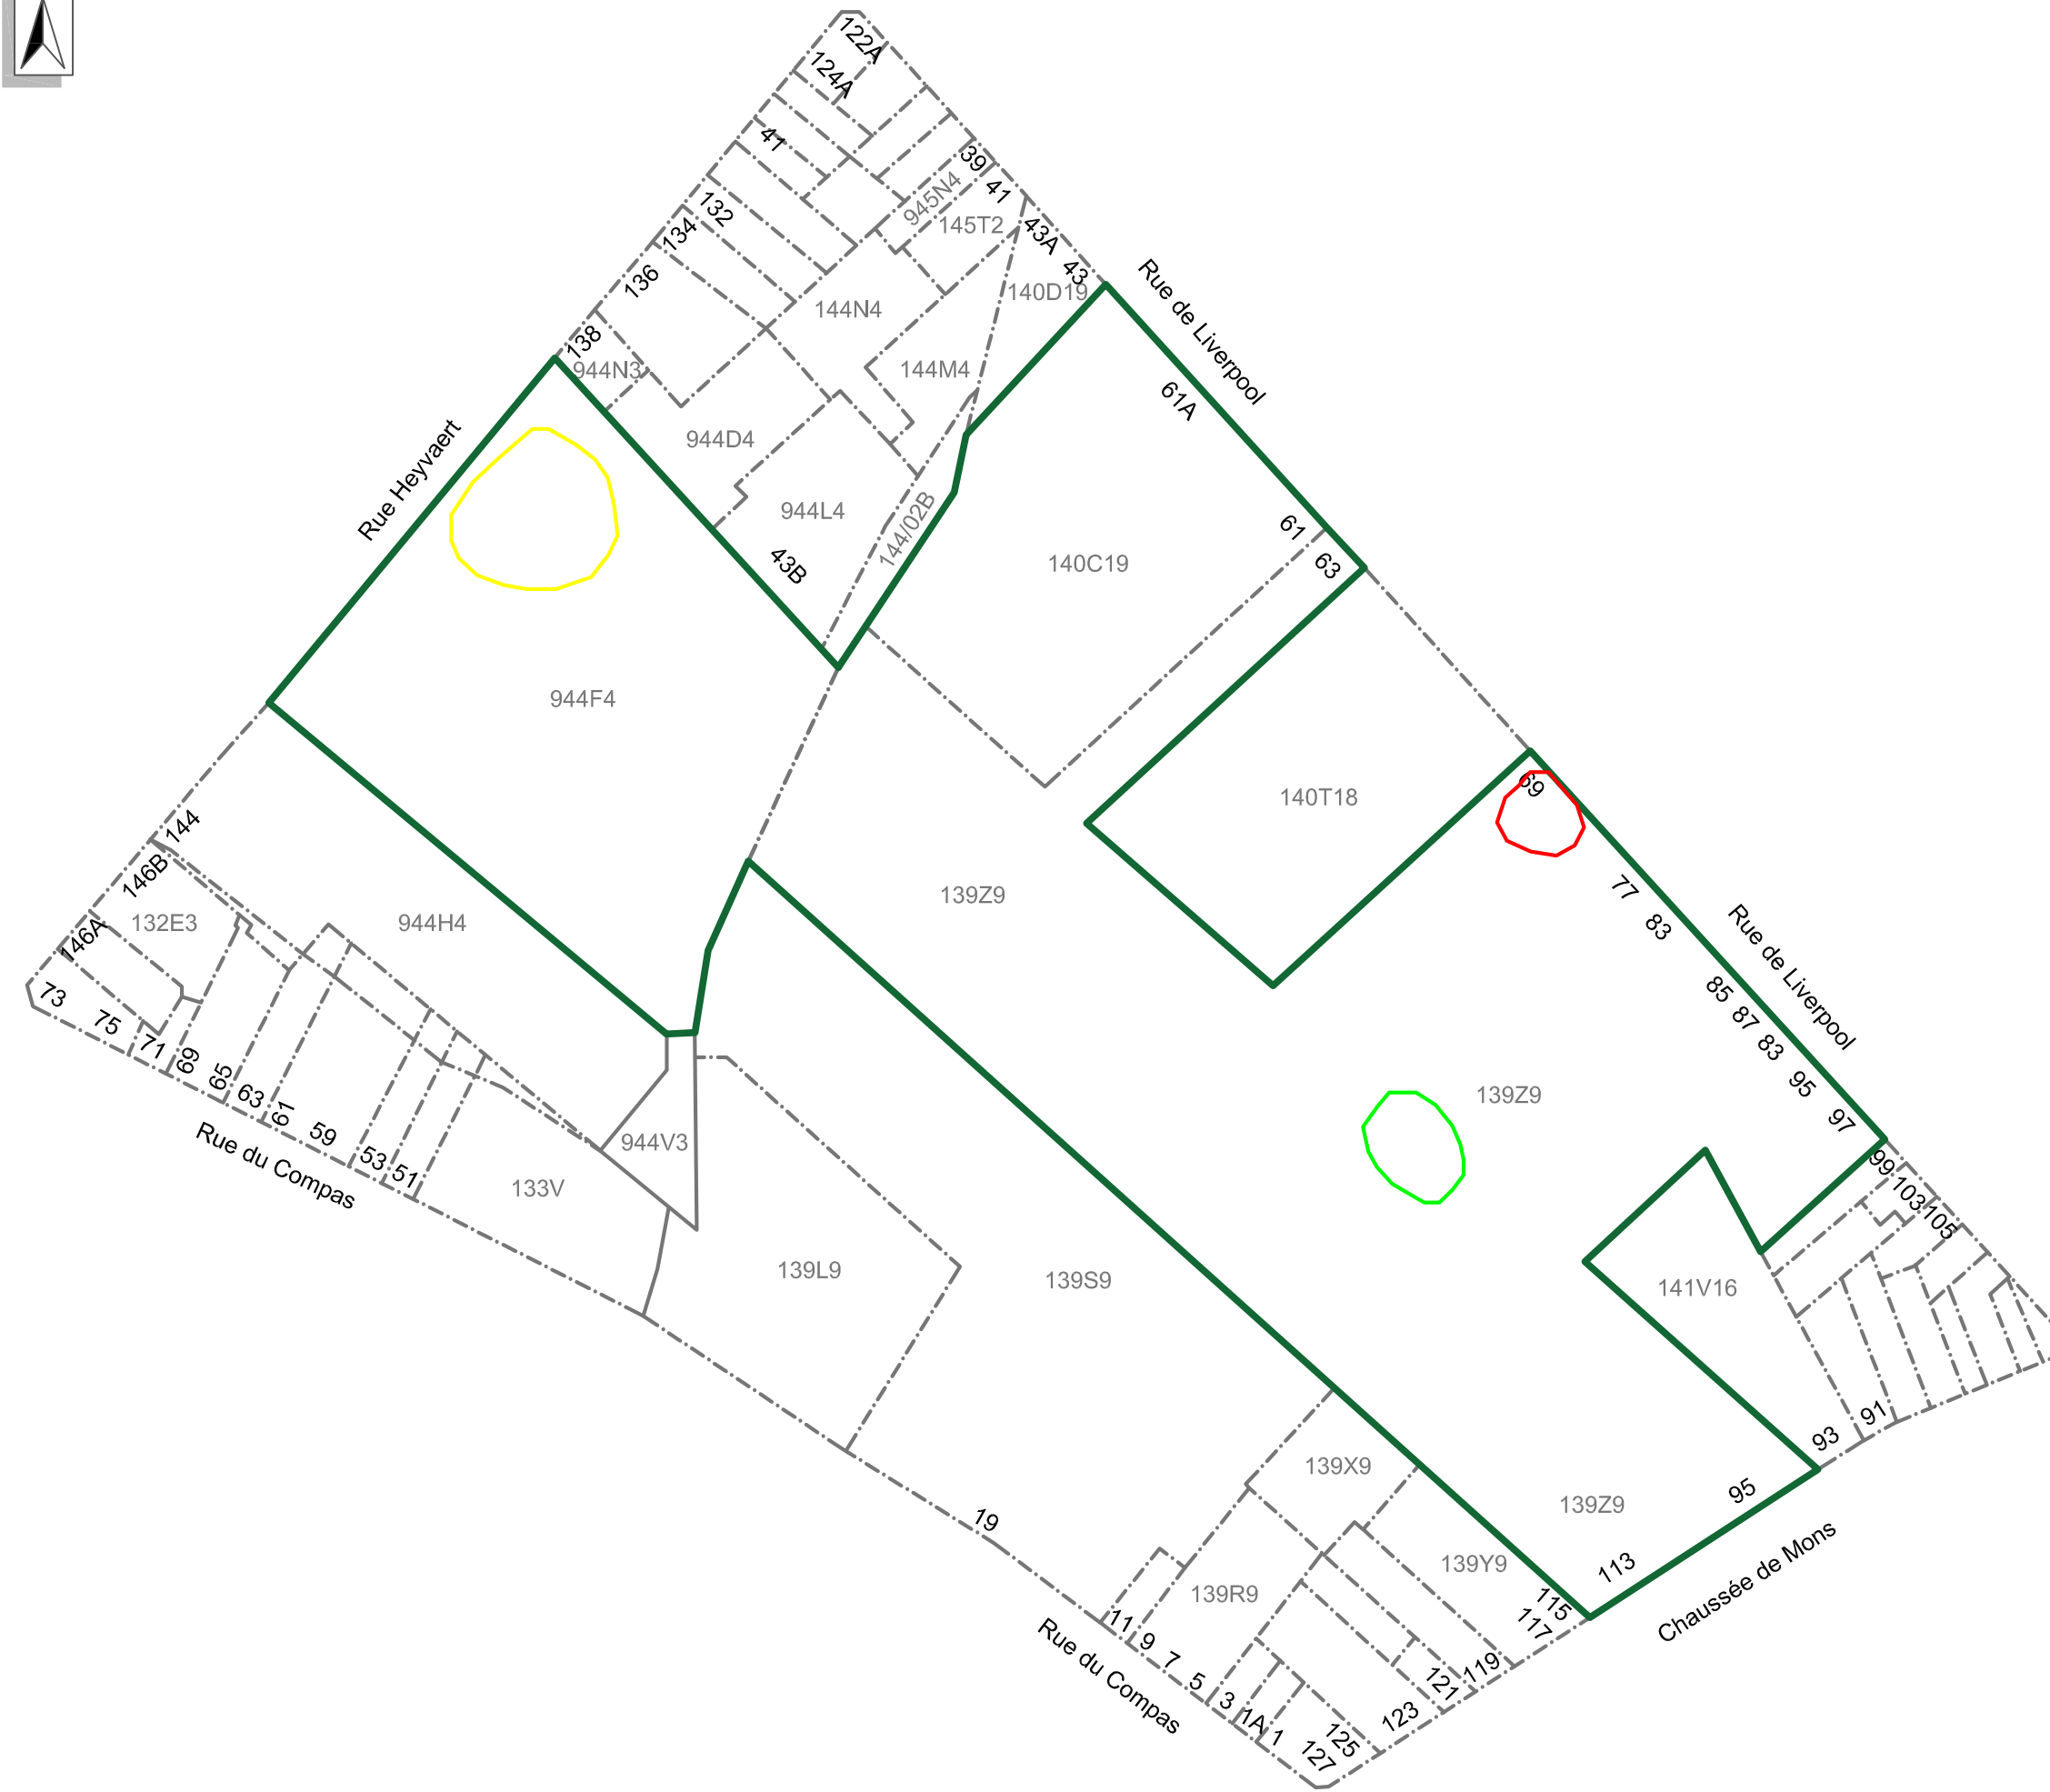 122A
124A
41
39
41
945N4
145T2
132
134
136
138
43A
43
140D19
Rue de Liverpool
144N4
144M4
944N3
944D4
944L4
144/02B
43B
61A
61
63
140C19
Rue Heyvaert
944F4
140T18
69
77
83
85
87
83
95
97
Rue de Liverpool
139Z9
144
146B
146A
132E3
944H4
73
75
71
69
65
63
61
59
53
51
Rue du Compas
133V
944V3
139L9
139S9
139Z9
99
103
105
141V16
91
93
95
139X9
139Z9
139Y9
139R9
113
115
117
Chaussée de Mons
19
11
9
7
5
3
1A
1
119
121
123
125
127
Rue du Compas